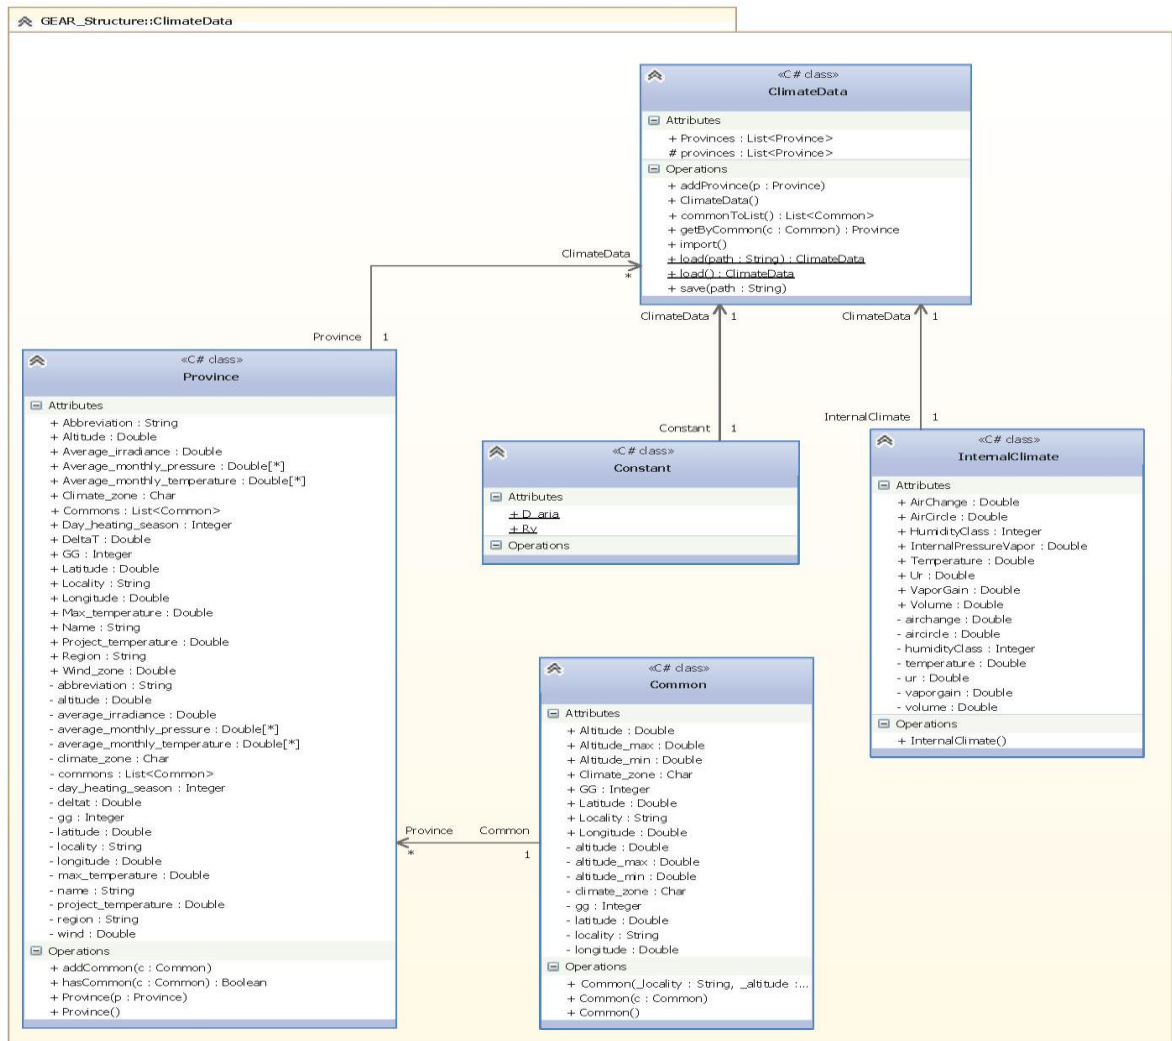 GEAR_Structure::ClimateData
«C# class»
ClimateData
Attributes
+ Provinces : List<Province>
# provinces : List<Province>
Operations
+ addProvince(p : Province)
+ ClimateData()
+ commonToList() : List<Common>
+ getByCommon(c : Common) : Province
+ import()
+ load(path : String) : ClimateData
+ load() : ClimateData
+ save(path : String)
ClimateData
*
Province 1
ClimateData 1
ClimateData 1
Constant 1
InternalClimate 1
«C# class»
Province
Attributes
+ Abbreviation : String
+ Altitude : Double
+ Average_irradiance : Double
+ Average_monthly_pressure : Double[*]
+ Average_monthly_temperature : Double[*]
+ Climate_zone : Char
+ Commons : List<Common>
+ Day_heating_season : Integer
+ DeltaT : Double
+ GG : Integer
+ Latitude : Double
+ Locality : String
+ Longitude : Double
+ Max_temperature : Double
+ Name : String
+ Project_temperature : Double
+ Region : String
+ Wind_zone : Double
- abbreviation : String
- altitude : Double
- average_irradiance : Double
- average_monthly_pressure : Double[*]
- average_monthly_temperature : Double[*]
- climate_zone : Char
- commons : List<Common>
- day_heating_season : Integer
- deltat : Double
- gg : Integer
- latitude : Double
- locality : String
- longitude : Double
- max_temperature : Double
- name : String
- project_temperature : Double
- region : String
- wind : Double
Operations
+ addCommon(c : Common)
+ hasCommon(c : Common) : Boolean
+ Province(p : Province)
+ Province()
«C# class»
Constant
Attributes
+ D_aria
+ Rv
Operations
«C# class»
InternalClimate
Attributes
+ AirChange : Double
+ AirCircle : Double
+ HumidityClass : Integer
+ InternalPressureVapor : Double
+ Temperature : Double
+ Ur : Double
+ VaporGain : Double
+ Volume : Double
- airchange : Double
- aircircle : Double
- humidityClass : Integer
- temperature : Double
- ur : Double
- vaporgain : Double
- volume : Double
Operations
+ InternalClimate()
Province Common
* 1
«C# class»
Common
Attributes
+ Altitude : Double
+ Altitude_max : Double
+ Altitude_min : Double
+ Climate_zone : Char
+ GG : Integer
+ Latitude : Double
+ Locality : String
+ Longitude : Double
- altitude : Double
- altitude_max : Double
- altitude_min : Double
- climate_zone : Char
- gg : Integer
- latitude : Double
- locality : String
- longitude : Double
Operations
+ Common(_locality : String, _altitude :...
+ Common(c : Common)
+ Common()